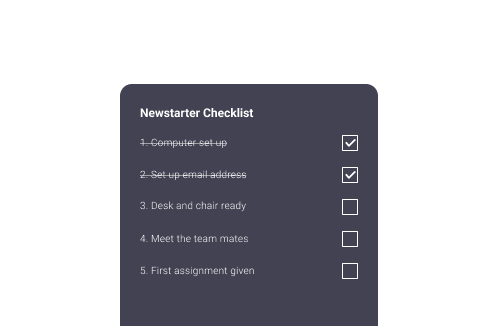 Newstarter Checklist
1. Computer set up
2. Set up email address
3. Desk and chair ready
4. Meet the team mates
5. First assignment given